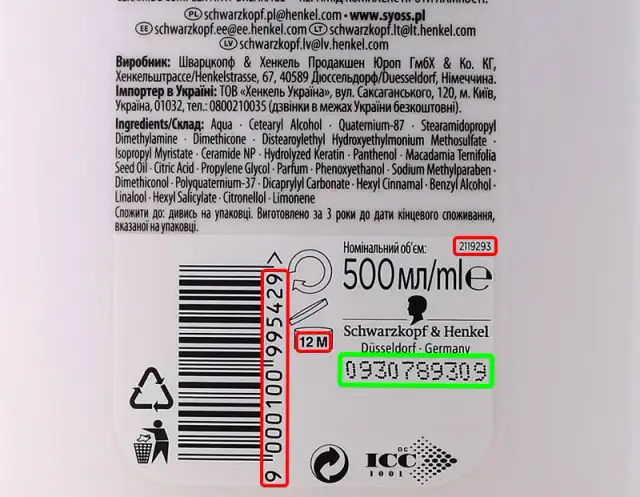 PL schwarzkopf.pl@henkel.com • www.syoss.pl
EE schwarzkopf.ee@ee.henkel.com LT schwarzkopf.lt@lt.henkel.com
LV schwarzkopf.lv@lv.henkel.com
Виробник: Шварцкопф & Хенкель Продакшен Юроп ГмбХ & Ко. КГ,
Хенкельштрассе/Henkelstrasse, 67, 40589 Дюссельдорф/Duesseldorf, Німеччина.
Імпортер в Україні: ТОВ «Хенкель Україна», вул. Саксаганського, 120, м. Київ,
Україна, 01032, тел.: 0800210035 (дзвінки в межах України безкоштовні).
Ingredients/Склад: Aqua · Cetearyl Alcohol · Quaternium-87 · Stearamidopropyl
Dimethylamine · Dimethicone · Distearoylethyl Hydroxyethylmonium Methosulfate ·
Isopropyl Myristate · Ceramide NP · Hydrolyzed Keratin · Panthenol · Macadamia Ternifolia
Seed Oil · Citric Acid · Propylene Glycol · Parfum · Phenoxyethanol · Sodium Methylparaben ·
Dimethiconol · Polyquaternium-37 · Dicaprylyl Carbonate · Hexyl Cinnamal · Benzyl Alcohol ·
Linalool · Hexyl Salicylate · Citronellol · Limonene
Спожити до: дивись на упаковці. Виготовлено за 3 роки до дати кінцевого споживання,
вказаної на упаковці.
Номінальний об'єм: 2119293
500мл/ml℮
12 M
Schwarzkopf & Henkel
Düsseldorf · Germany
0930789309
9 000100 995429 >
ICC
1001